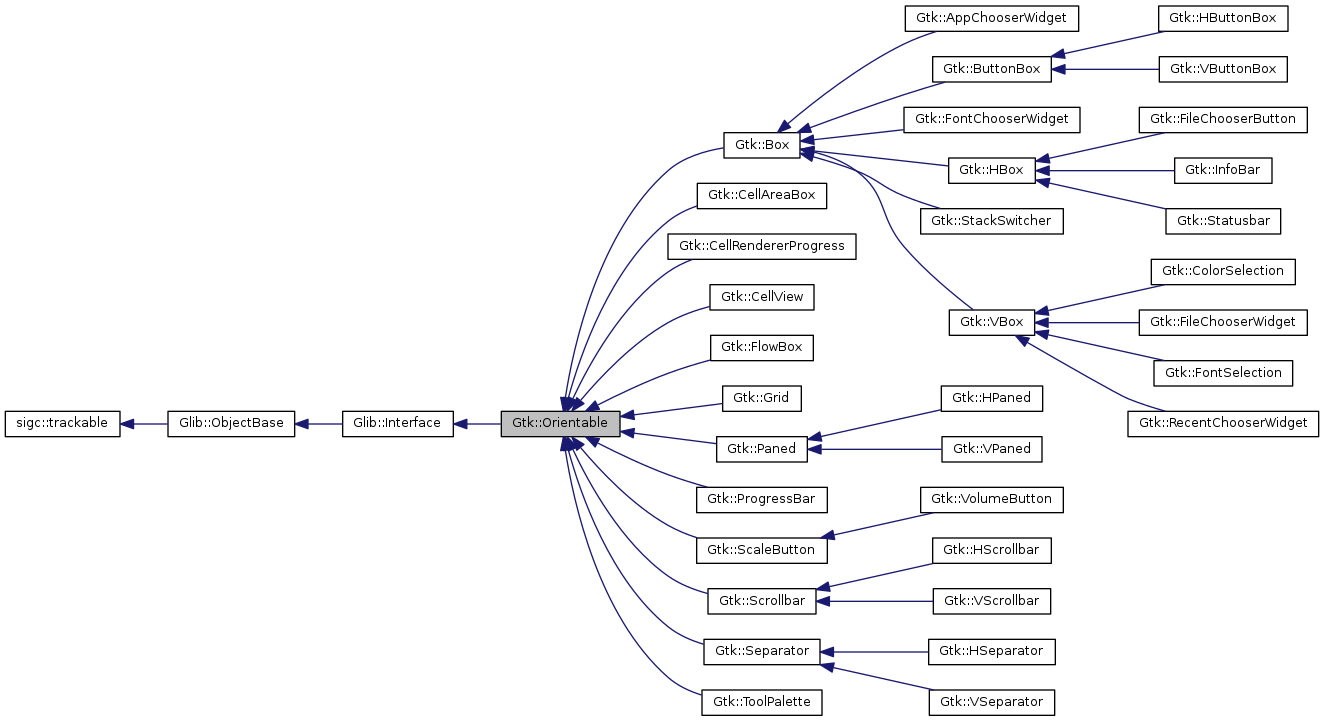 Gtk::AppChooserWidget
Gtk::HButtonBox
Gtk::ButtonBox
Gtk::VButtonBox
Gtk::FontChooserWidget
Gtk::FileChooserButton
Gtk::Box
Gtk::HBox
Gtk::InfoBar
Gtk::CellAreaBox
Gtk::StackSwitcher
Gtk::Statusbar
Gtk::CellRendererProgress
Gtk::ColorSelection
Gtk::CellView
Gtk::VBox
Gtk::FileChooserWidget
Gtk::FlowBox
Gtk::FontSelection
Gtk::Grid
Gtk::HPaned
sigc::trackable
Glib::ObjectBase
Glib::Interface
Gtk::Orientable
Gtk::RecentChooserWidget
Gtk::Paned
Gtk::VPaned
Gtk::ProgressBar
Gtk::VolumeButton
Gtk::ScaleButton
Gtk::HScrollbar
Gtk::Scrollbar
Gtk::VScrollbar
Gtk::Separator
Gtk::HSeparator
Gtk::ToolPalette
Gtk::VSeparator